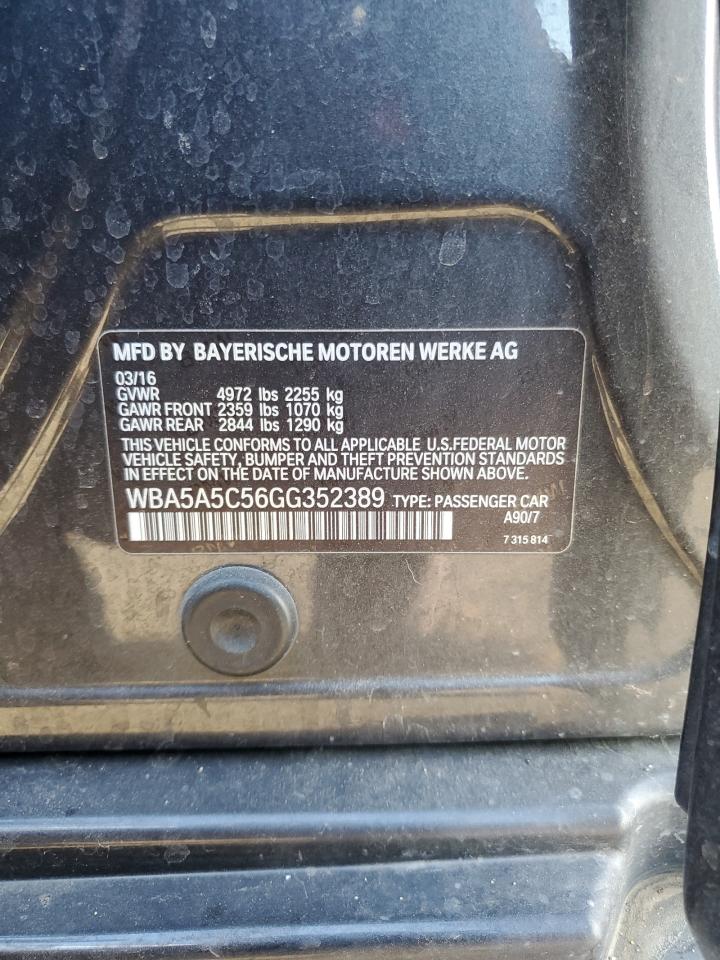 MFD BY BAYERISCHE MOTOREN WERKE AG
03/16
GVWR 4972 lbs 2255 kg
GAWR FRONT 2359 lbs 1070 kg
GAWR REAR 2844 lbs 1290 kg
THIS VEHICLE CONFORMS TO ALL APPLICABLE U.S.FEDERAL MOTOR
VEHICLE SAFETY, BUMPER AND THEFT PREVENTION STANDARDS
IN EFFECT ON THE DATE OF MANUFACTURE SHOWN ABOVE.
WBA5A5C56GG352389 TYPE: PASSENGER CAR
A90/7
7 315 814